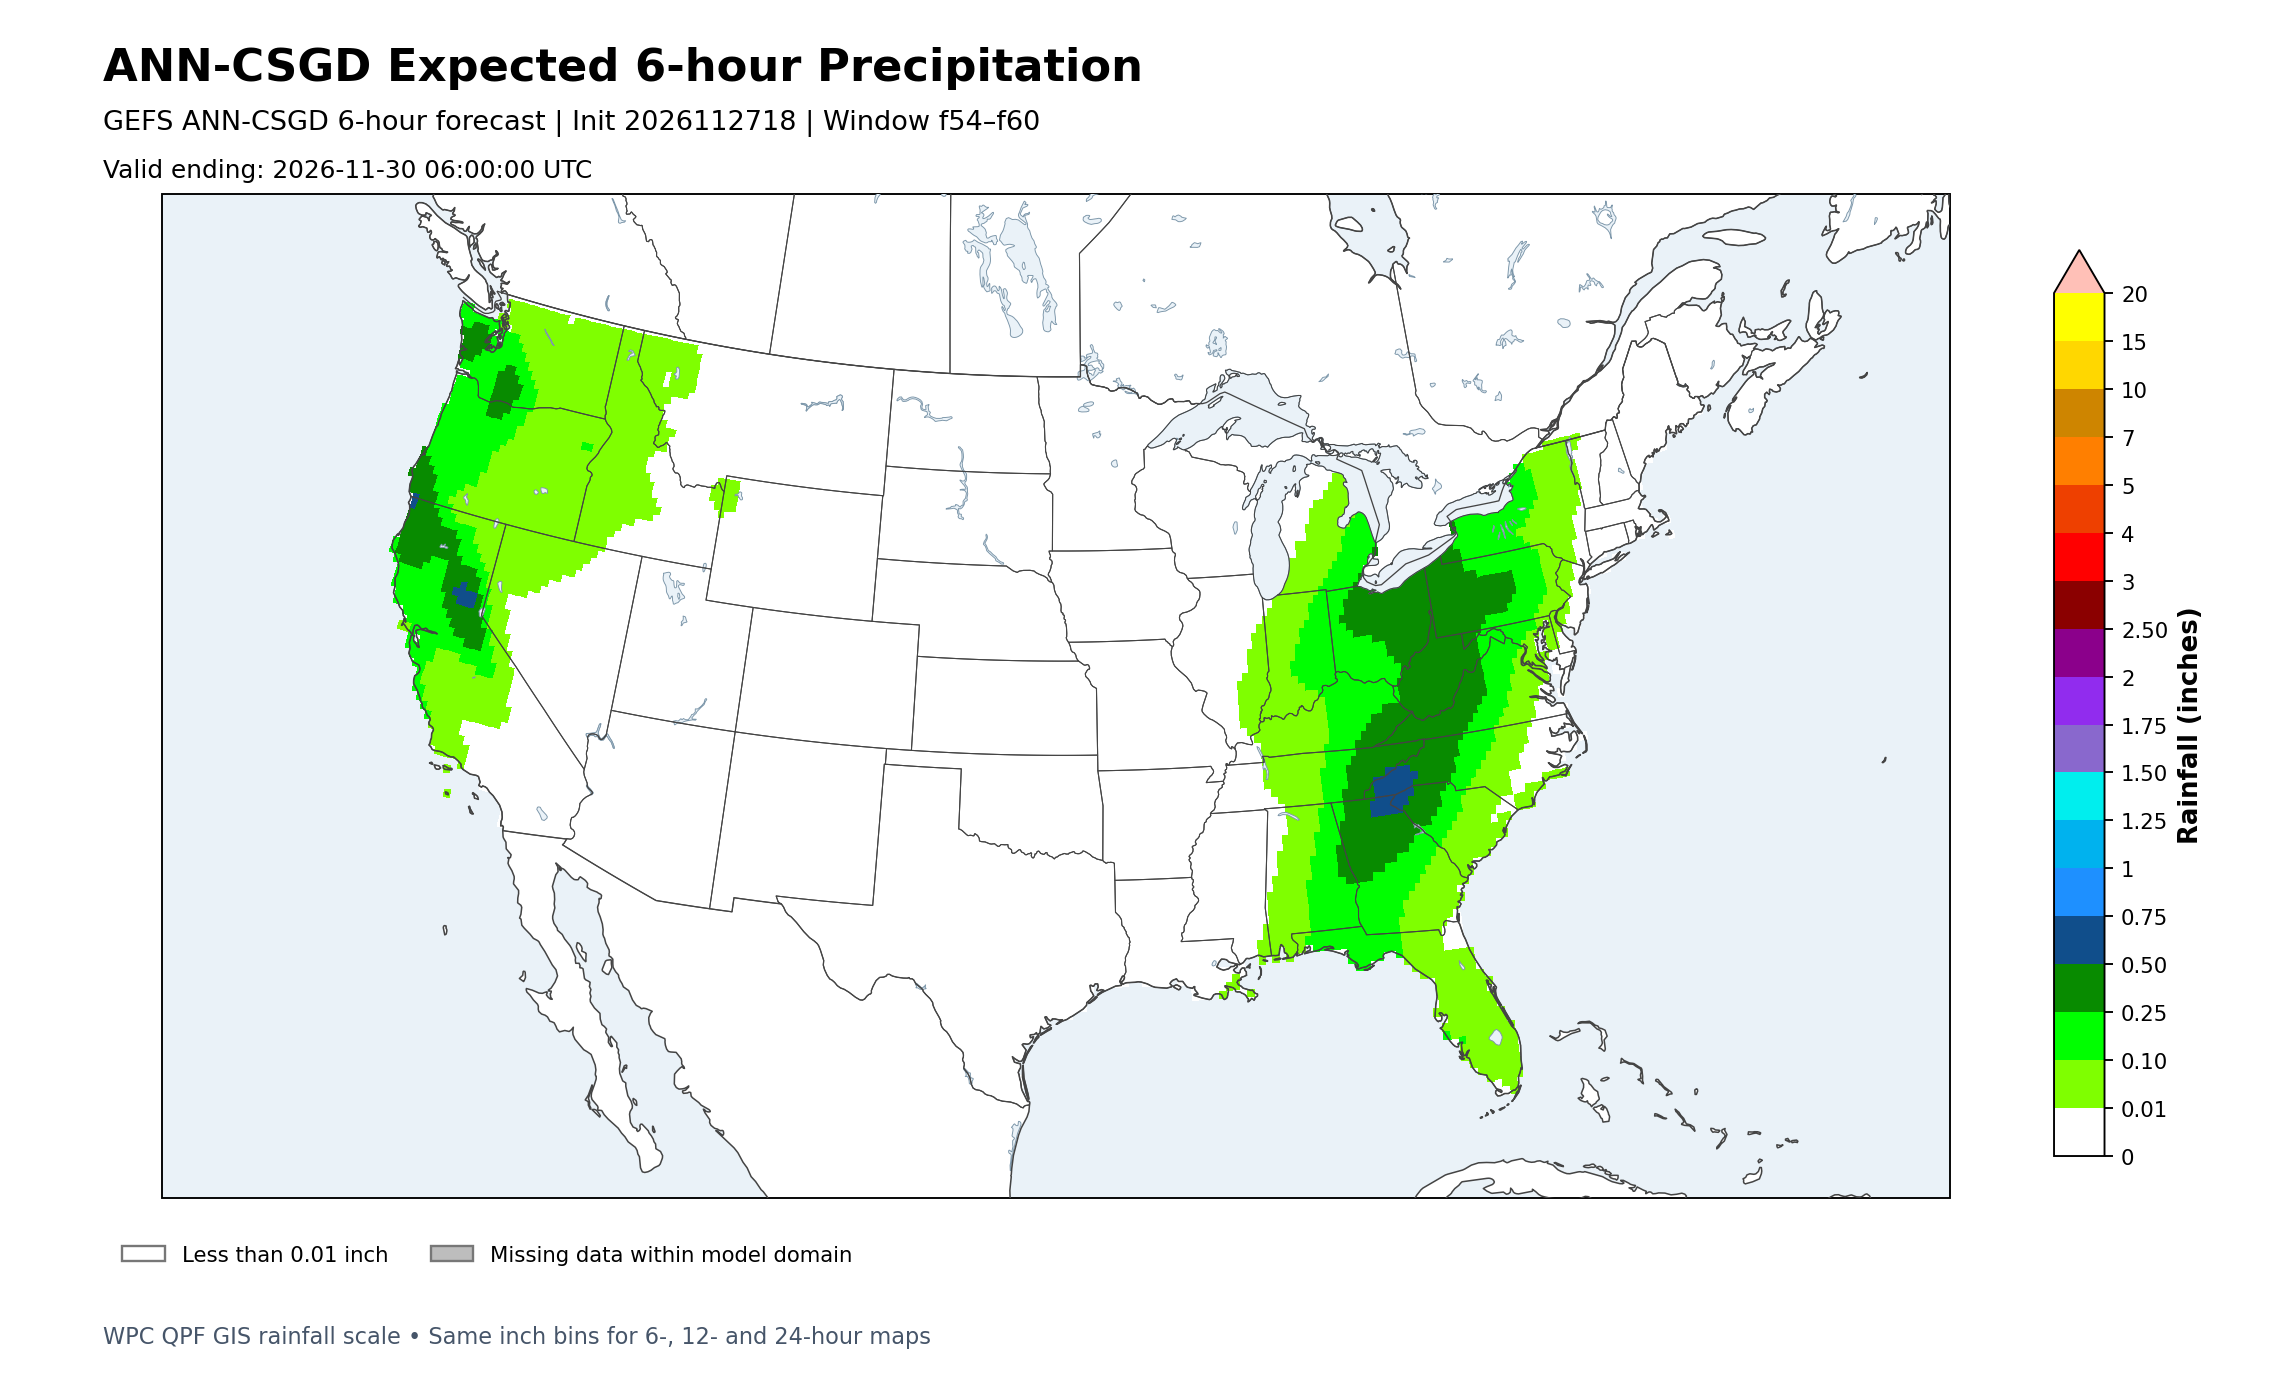 ANN-CSGD Expected 6-hour Precipitation
GEFS ANN-CSGD 6-hour forecast | Init 2026112718 | Window f54–f60
Valid ending: 2026-11-30 06:00:00 UTC
20
15
10
7
5
4
3
2.50
2
1.75
1.50
1.25
1
0.75
0.50
0.25
0.10
0.01
0
Rainfall (inches)
Less than 0.01 inch
Missing data within model domain
WPC QPF GIS rainfall scale • Same inch bins for 6-, 12- and 24-hour maps